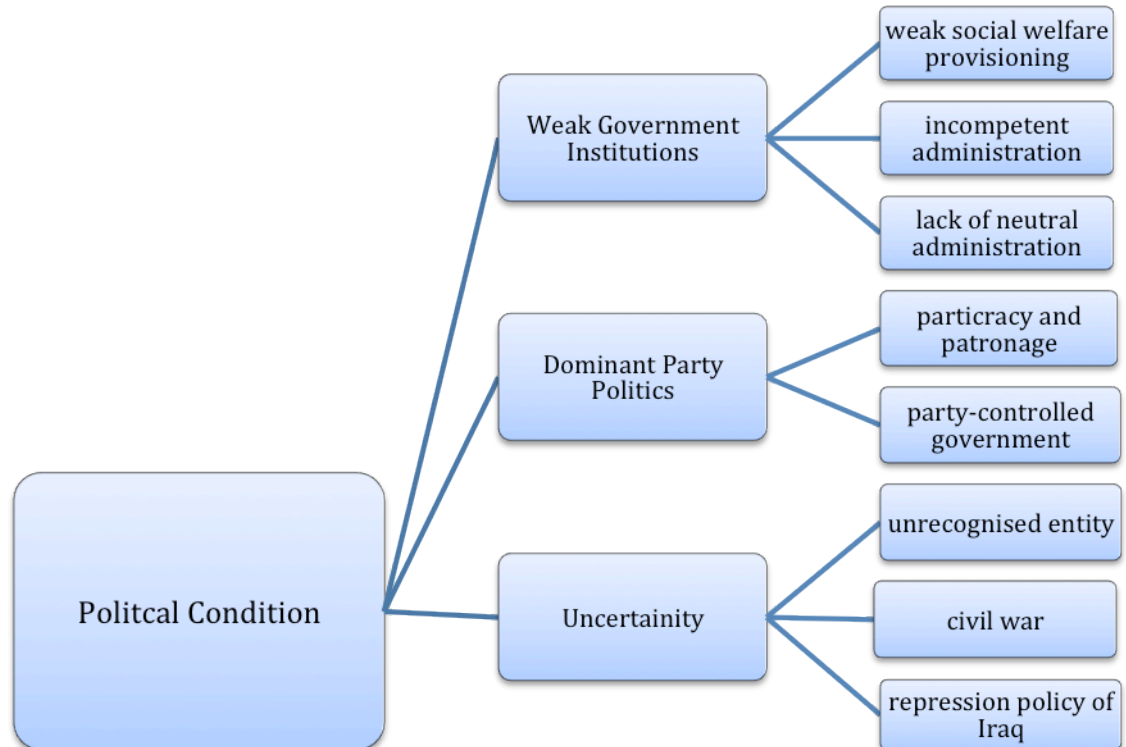 weak social welfare
provisioning
Weak Government
Institutions
incompetent
administration
lack of neutral
administration
particracy and
patronage
Dominant Party
Politics
party-controlled
government
unrecognised entity
Politcal Condition
Uncertainity
civil war
repression policy of
Iraq